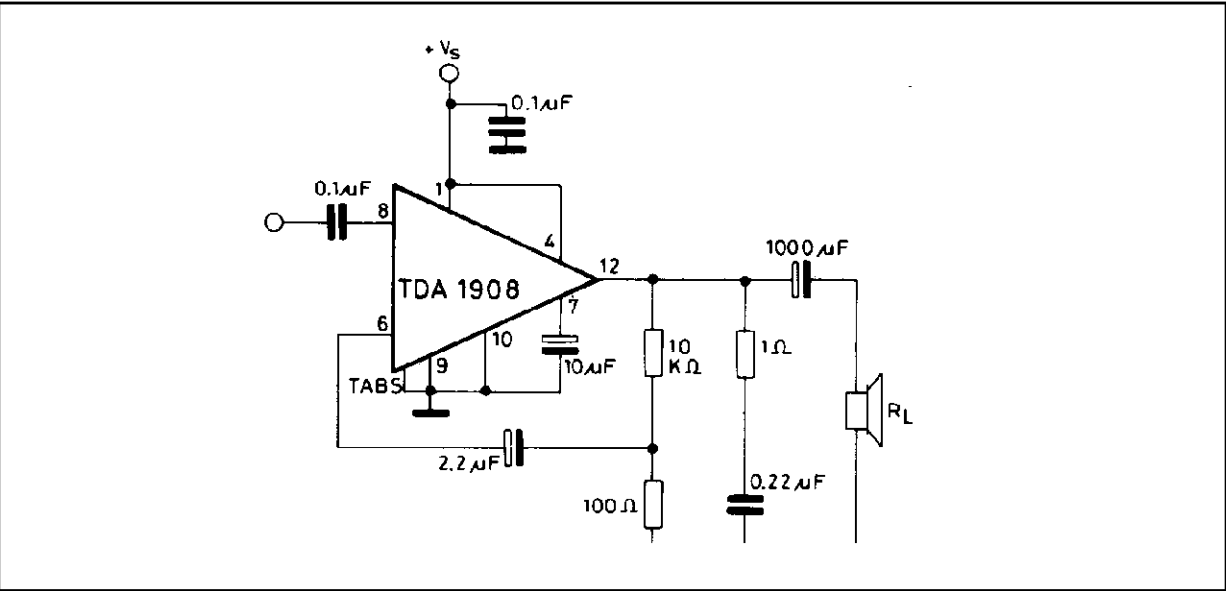 + Vs
0.1µF
0.1µF
1
8
4
1000µF
12
TDA 1908
7
6
10
10
KΩ
1Ω
9
10µF
TABS
RL
2.2µF
0.22µF
100Ω